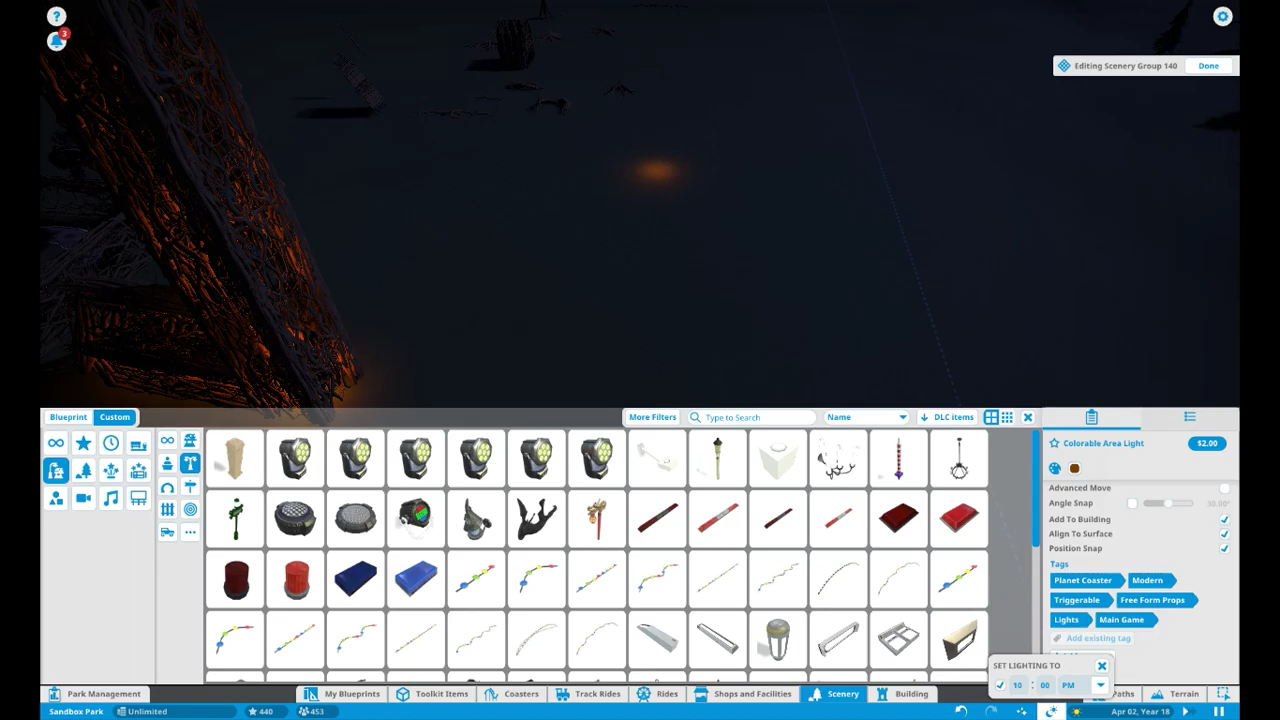 ?
3
Editing Scenery Group 140 Done
Blueprint Custom
More Filters Type to Search Name DLC items
Colorable Area Light $2.00
Advanced Move
Angle Snap
Add To Building
Align To Surface
Position Snap
Tags
Planet Coaster Modern
Triggerable Free Form Props
Lights Main Game
Add existing tag
SET LIGHTING TO
10 : 00 PM
Park Management My Blueprints Toolkit Items Coasters Track Rides Rides Shops and Facilities Scenery Building Paths Terrain
Sandbox Park Unlimited 440 453 Apr 02, Year 18